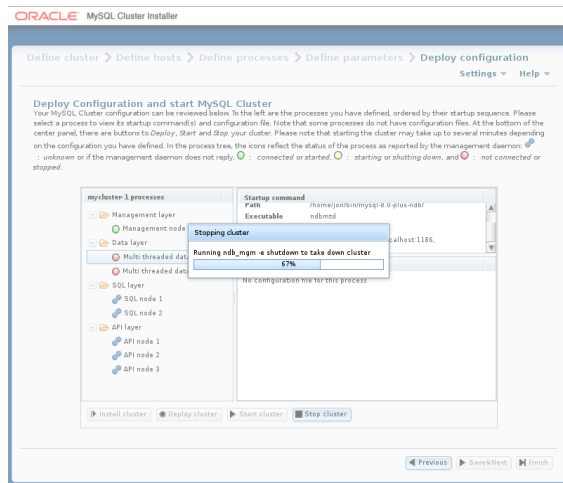 ORACLE® MySQL Cluster Installer
Define cluster > Define hosts > Define processes > Define parameters > Deploy configuration
Settings Help
Deploy Configuration and start MySQL Cluster
Your MySQL Cluster configuration can be reviewed below. To the left are the processes you have defined, ordered by their startup sequence. Please
select a process to view its startup command(s) and configuration file. Note that some processes do not have configuration files. At the bottom of the
center panel, there are buttons to Deploy, Start and Stop your cluster. Please note that starting the cluster may take up to several minutes depending
on the configuration you have defined. In the process tree, the icons reflect the status of the process as reported by the management daemon:
: unknown or if the management daemon does not reply, : connected or started, : starting or shutting down, and : not connected or
stopped.
mycluster-1 processes
Management layer
Management node
Data layer
Multi threaded data
Multi threaded data
SQL layer
SQL node 1
SQL node 2
API layer
API node 1
API node 2
API node 3
Startup command
Path /home/jon/bin/mysql-8.0-plus-ndb/
Executable ndbmtd
calhost:1186,
Stopping cluster
Running ndb_mgm -e shutdown to take down cluster
67%
No configuration file for this process
Install cluster Deploy cluster Start cluster Stop cluster
Previous Save&Next Finish